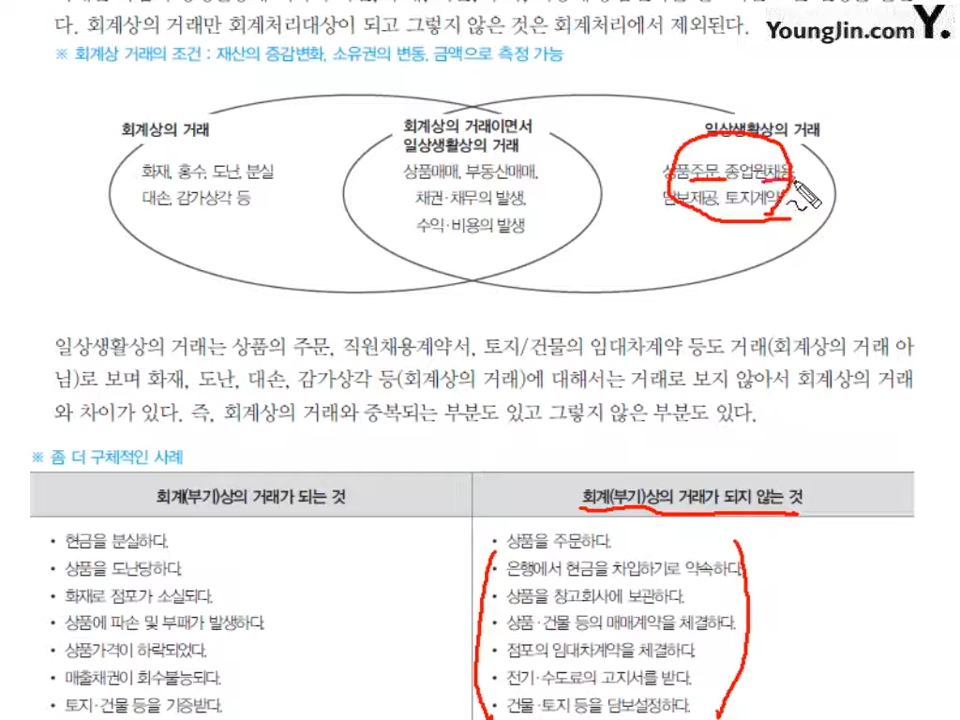 다. 회계상의 거래만 회계처리대상이 되고 그렇지 않은 것은 회계처리에서 제외된다.
YoungJin.com Y.
※ 회계상 거래의 조건 : 재산의 증감변화, 소유권의 변동, 금액으로 측정 가능
회계상의 거래
회계상의 거래이면서
일상생활상의 거래
일상생활상의 거래
화재, 홍수, 도난, 분실
대손, 감가상각 등
상품매매, 부동산매매,
채권·채무의 발생,
수익·비용의 발생
상품주문, 종업원채용
담보제공, 토지계약
일상생활상의 거래는 상품의 주문, 직원채용계약서, 토지/건물의 임대차계약 등도 거래(회계상의 거래 아
님)로 보며 화재, 도난, 대손, 감가상각 등(회계상의 거래)에 대해서는 거래로 보지 않아서 회계상의 거래
와 차이가 있다. 즉, 회계상의 거래와 중복되는 부분도 있고 그렇지 않은 부분도 있다.
※ 좀 더 구체적인 사례
회계(부기)상의 거래가 되는 것
• 현금을 분실하다.
• 상품을 도난당하다.
• 화재로 점포가 소실되다.
• 상품에 파손 및 부패가 발생하다.
• 상품가격이 하락되었다.
• 매출채권이 회수불능되다.
• 토지·건물 등을 기증받다.
회계(부기)상의 거래가 되지 않는 것
• 상품을 주문하다.
• 은행에서 현금을 차입하기로 약속하다.
• 상품을 창고회사에 보관하다.
• 상품·건물 등의 매매계약을 체결하다.
• 점포의 임대차계약을 체결하다.
• 전기·수도료의 고지서를 받다.
• 건물·토지 등을 담보설정하다.